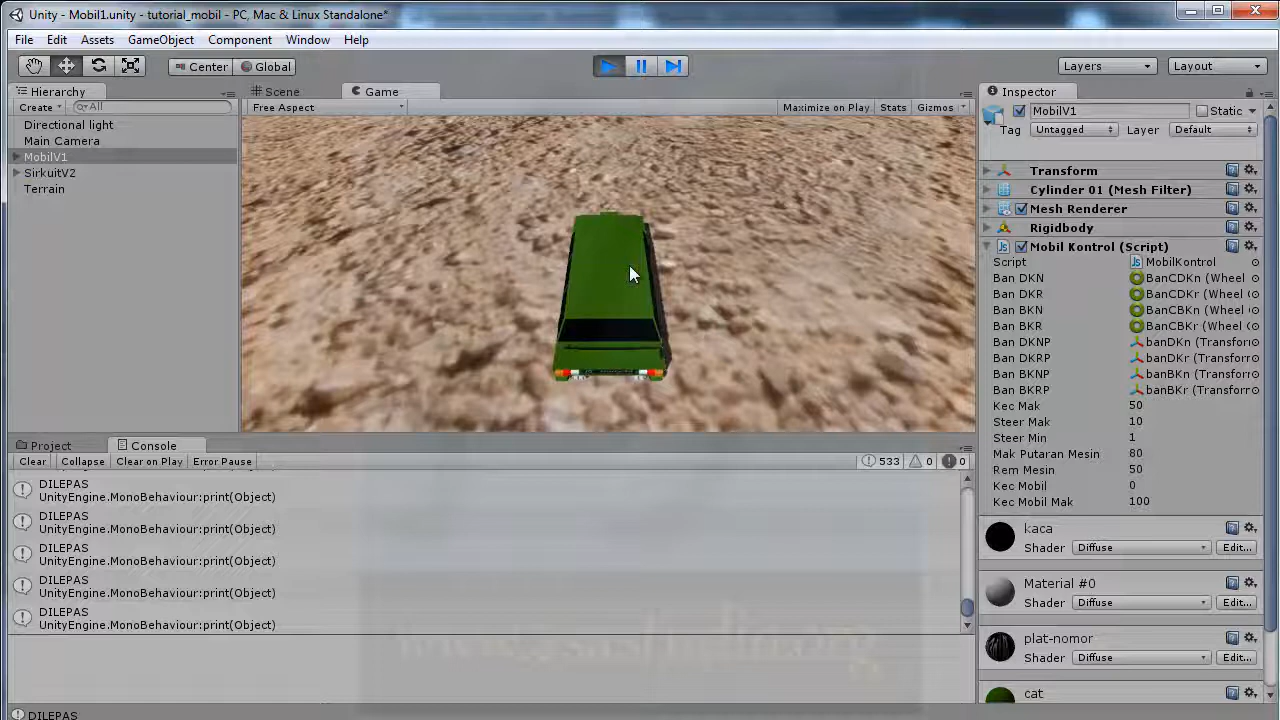 Unity - Mobil1.unity - tutorial_mobil - PC, Mac & Linux Standalone*
File Edit Assets GameObject Component Window Help
Center Global Layers Layout
Hierarchy
Create All
Directional light
Main Camera
MobilV1
SirkuitV2
Terrain
Scene Game
Free Aspect Maximize on Play Stats Gizmos
Inspector
MobilV1 Static
Tag Untagged Layer Default
Transform
Cylinder 01 (Mesh Filter)
Mesh Renderer
Rigidbody
Mobil Kontrol (Script)
Script MobilKontrol
Ban DKN BanCDKn (Wheel
Ban DKR BanCDKr (Wheel
Ban BKN BanCBKn (Wheel
Ban BKR BanCBKr (Wheel
Ban DKNP banDKn (Transform
Ban DKRP banDKr (Transform
Ban BKNP banBKn (Transform
Ban BKRP banBKr (Transform
Kec Mak 50
Steer Mak 10
Steer Min 1
Mak Putaran Mesin 80
Rem Mesin 50
Kec Mobil 0
Kec Mobil Mak 100
kaca
Shader Diffuse Edit...
Material #0
Shader Diffuse Edit...
plat-nomor
Shader Diffuse Edit...
cat
Project Console
Clear Collapse Clear on Play Error Pause 533 0 0
DILEPAS
UnityEngine.MonoBehaviour:print(Object)
DILEPAS
UnityEngine.MonoBehaviour:print(Object)
DILEPAS
UnityEngine.MonoBehaviour:print(Object)
DILEPAS
UnityEngine.MonoBehaviour:print(Object)
DILEPAS
UnityEngine.MonoBehaviour:print(Object)
DILEPAS